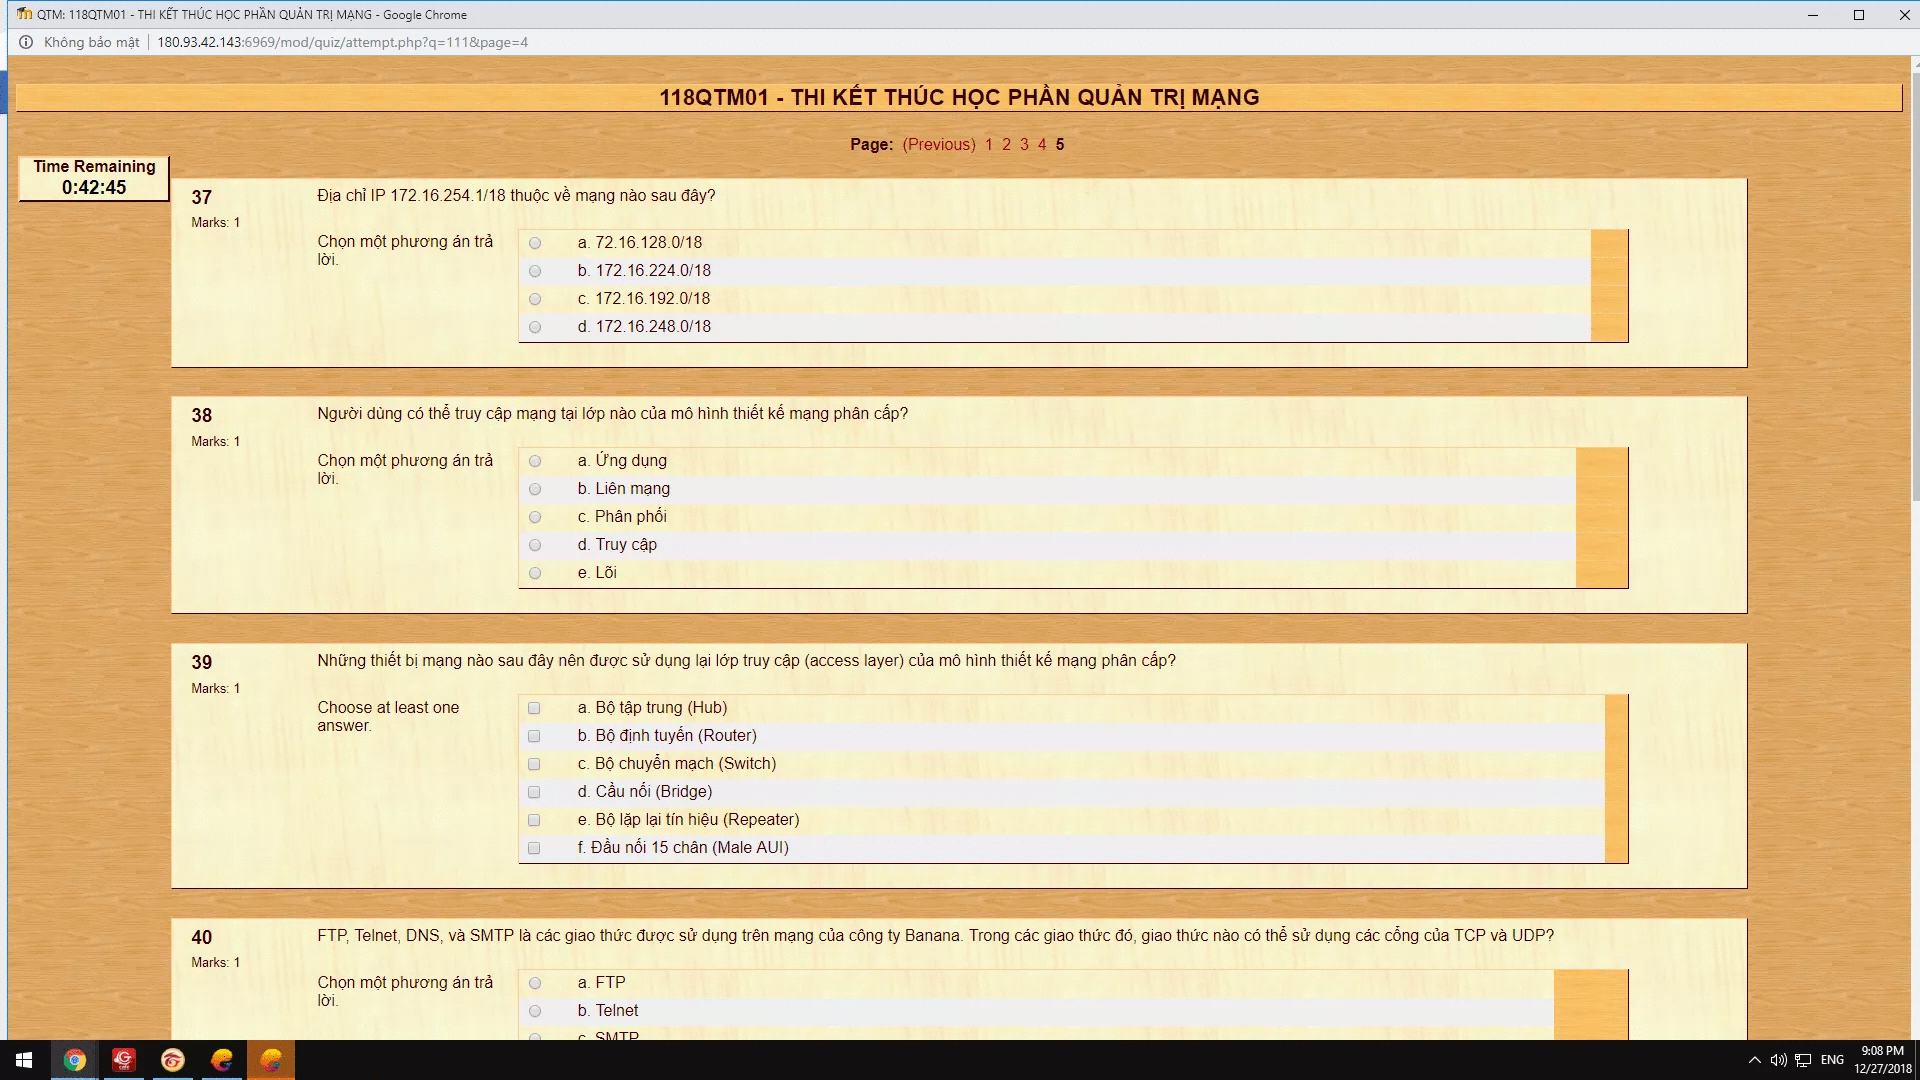 QTM: 118QTM01 - THI KẾT THÚC HỌC PHẦN QUẢN TRỊ MẠNG - Google Chrome
Không bảo mật | 180.93.42.143:6969/mod/quiz/attempt.php?q=111&page=4
118QTM01 - THI KẾT THÚC HỌC PHẦN QUẢN TRỊ MẠNG
Page: (Previous) 1 2 3 4 5
Time Remaining
0:42:45
37
Marks: 1
Địa chỉ IP 172.16.254.1/18 thuộc về mạng nào sau đây?
Chọn một phương án trả
lời.
a. 72.16.128.0/18
b. 172.16.224.0/18
c. 172.16.192.0/18
d. 172.16.248.0/18
38
Marks: 1
Người dùng có thể truy cập mạng tại lớp nào của mô hình thiết kế mạng phân cấp?
Chọn một phương án trả
lời.
a. Ứng dụng
b. Liên mạng
c. Phân phối
d. Truy cập
e. Lõi
39
Marks: 1
Những thiết bị mạng nào sau đây nên được sử dụng lại lớp truy cập (access layer) của mô hình thiết kế mạng phân cấp?
Choose at least one
answer.
a. Bộ tập trung (Hub)
b. Bộ định tuyến (Router)
c. Bộ chuyển mạch (Switch)
d. Cầu nối (Bridge)
e. Bộ lặp lại tín hiệu (Repeater)
f. Đầu nối 15 chân (Male AUI)
40
Marks: 1
FTP, Telnet, DNS, và SMTP là các giao thức được sử dụng trên mạng của công ty Banana. Trong các giao thức đó, giao thức nào có thể sử dụng các cổng của TCP và UDP?
Chọn một phương án trả
lời.
a. FTP
b. Telnet
c. SMTP
ENG
9:08 PM
12/27/2018